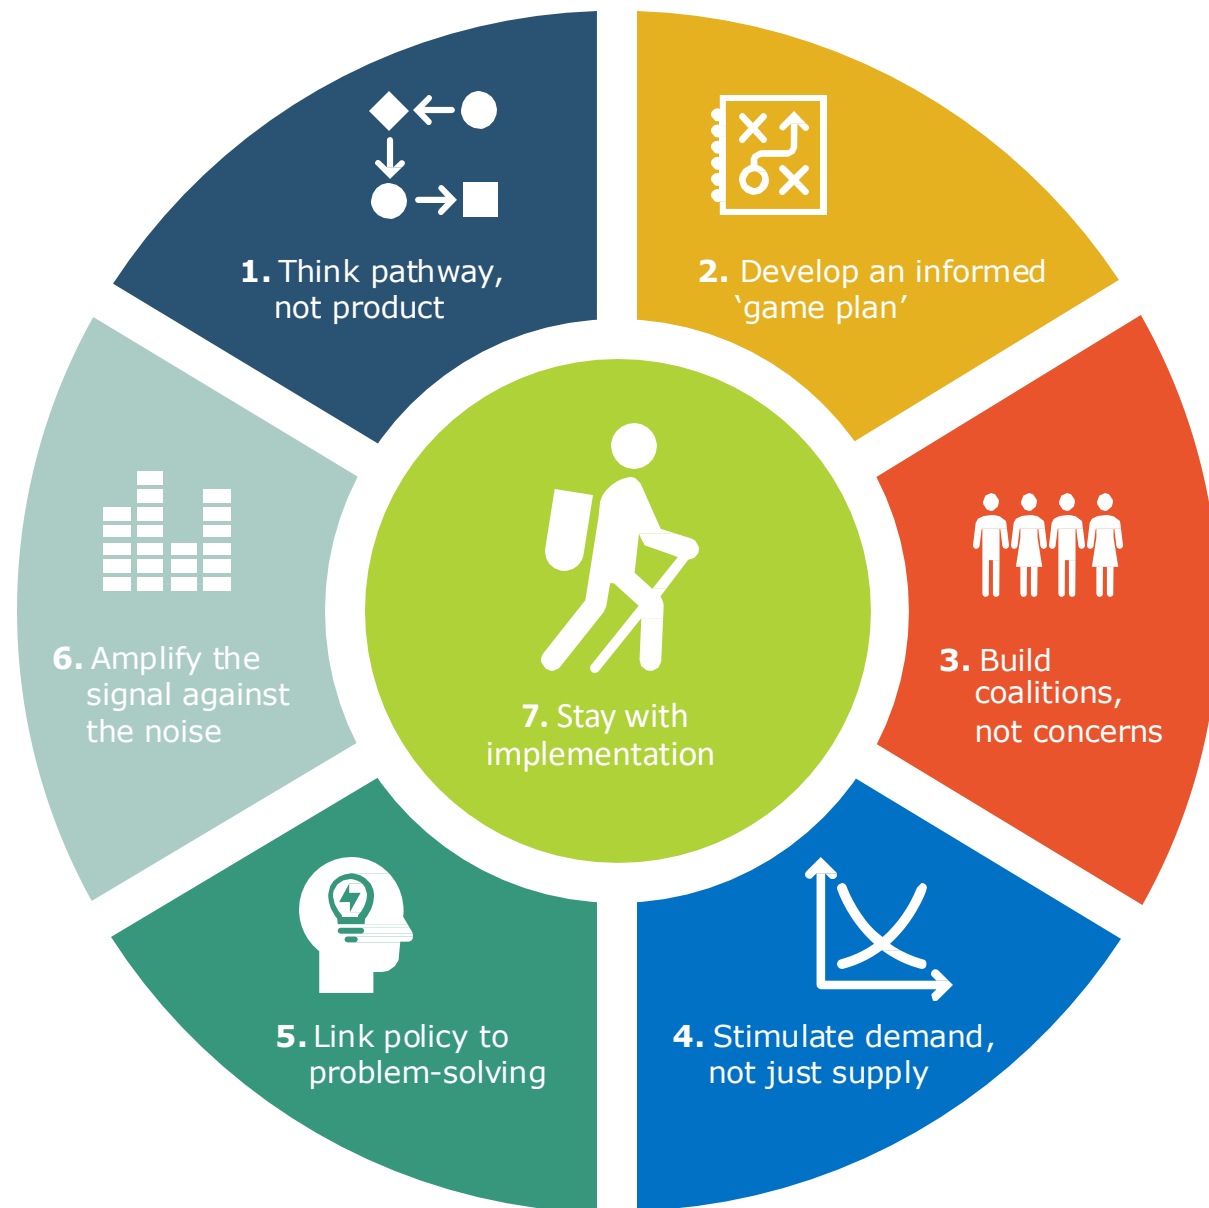 1. Think pathway,
not product
2. Develop an informed
‘game plan’
3. Build
coalitions,
not concerns
4. Stimulate demand,
not just supply
5. Link policy to
problem-solving
6. Amplify the
signal against
the noise
7. Stay with
implementation